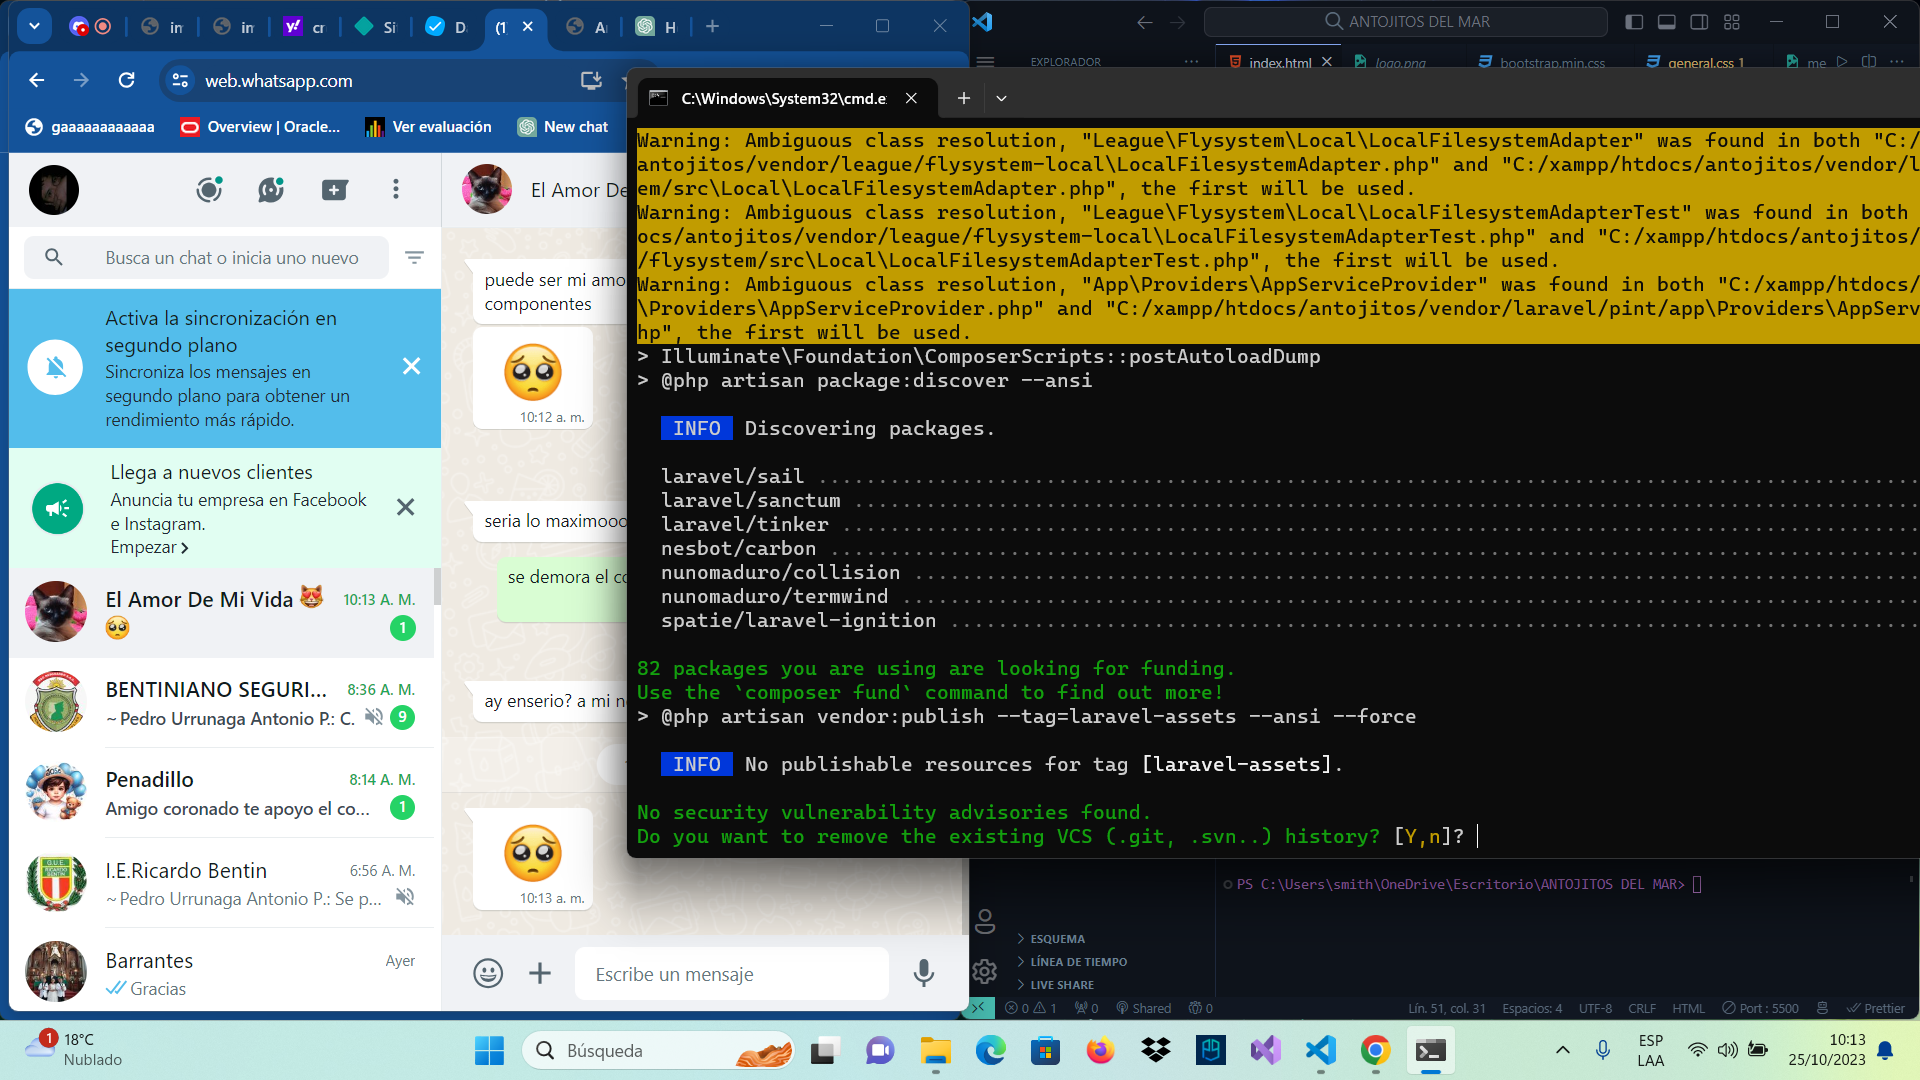 web.whatsapp.com
gaaaaaaaaaaaa
Overview | Oracle...
Ver evaluación
New chat
El Amor De
Busca un chat o inicia uno nuevo
Activa la sincronización en
segundo plano
Sincroniza los mensajes en
segundo plano para obtener un
rendimiento más rápido.
Llega a nuevos clientes
Anuncia tu empresa en Facebook
e Instagram.
Empezar
El Amor De Mi Vida 😻
10:13 A. M.
🥺
1
BENTINIANO SEGURI...
8:36 A. M.
~ Pedro Urrunaga Antonio P.: C.
9
Penadillo
8:14 A. M.
Amigo coronado te apoyo el co...
1
I.E.Ricardo Bentin
6:56 A. M.
~ Pedro Urrunaga Antonio P.: Se p...
Barrantes
Ayer
Gracias
puede ser mi amo
componentes
10:12 a. m.
seria lo maximooo
se demora el co
ay enserio? a mi n
10:13 a. m.
Escribe un mensaje
ANTOJITOS DEL MAR
EXPLORADOR
index.html
logo.png
bootstrap.min.css
general.css 1
me
C:\Windows\System32\cmd.e
Warning: Ambiguous class resolution, "League\Flysystem\Local\LocalFilesystemAdapter" was found in both "C:/
antojitos/vendor/league/flysystem-local\LocalFilesystemAdapter.php" and "C:/xampp/htdocs/antojitos/vendor/l
em/src\Local\LocalFilesystemAdapter.php", the first will be used.
Warning: Ambiguous class resolution, "League\Flysystem\Local\LocalFilesystemAdapterTest" was found in both
ocs/antojitos/vendor/league/flysystem-local\LocalFilesystemAdapterTest.php" and "C:/xampp/htdocs/antojitos/
/flysystem/src\Local\LocalFilesystemAdapterTest.php", the first will be used.
Warning: Ambiguous class resolution, "App\Providers\AppServiceProvider" was found in both "C:/xampp/htdocs/
\Providers\AppServiceProvider.php" and "C:/xampp/htdocs/antojitos/vendor/laravel/pint/app\Providers\AppServ
hp", the first will be used.
> Illuminate\Foundation\ComposerScripts::postAutoloadDump
> @php artisan package:discover --ansi
INFO Discovering packages.
laravel/sail
laravel/sanctum
laravel/tinker
nesbot/carbon
nunomaduro/collision
nunomaduro/termwind
spatie/laravel-ignition
82 packages you are using are looking for funding.
Use the `composer fund` command to find out more!
> @php artisan vendor:publish --tag=laravel-assets --ansi --force
INFO No publishable resources for tag [laravel-assets].
No security vulnerability advisories found.
Do you want to remove the existing VCS (.git, .svn..) history? [Y,n]?
PS C:\Users\smith\OneDrive\Escritorio\ANTOJITOS DEL MAR>
ESQUEMA
LÍNEA DE TIEMPO
LIVE SHARE
0 1 0 Shared 0
Lín. 51, col. 31 Espacios: 4 UTF-8 CRLF HTML Port : 5500 Prettier
1
18°C
Nublado
Búsqueda
ESP
LAA
10:13
25/10/2023